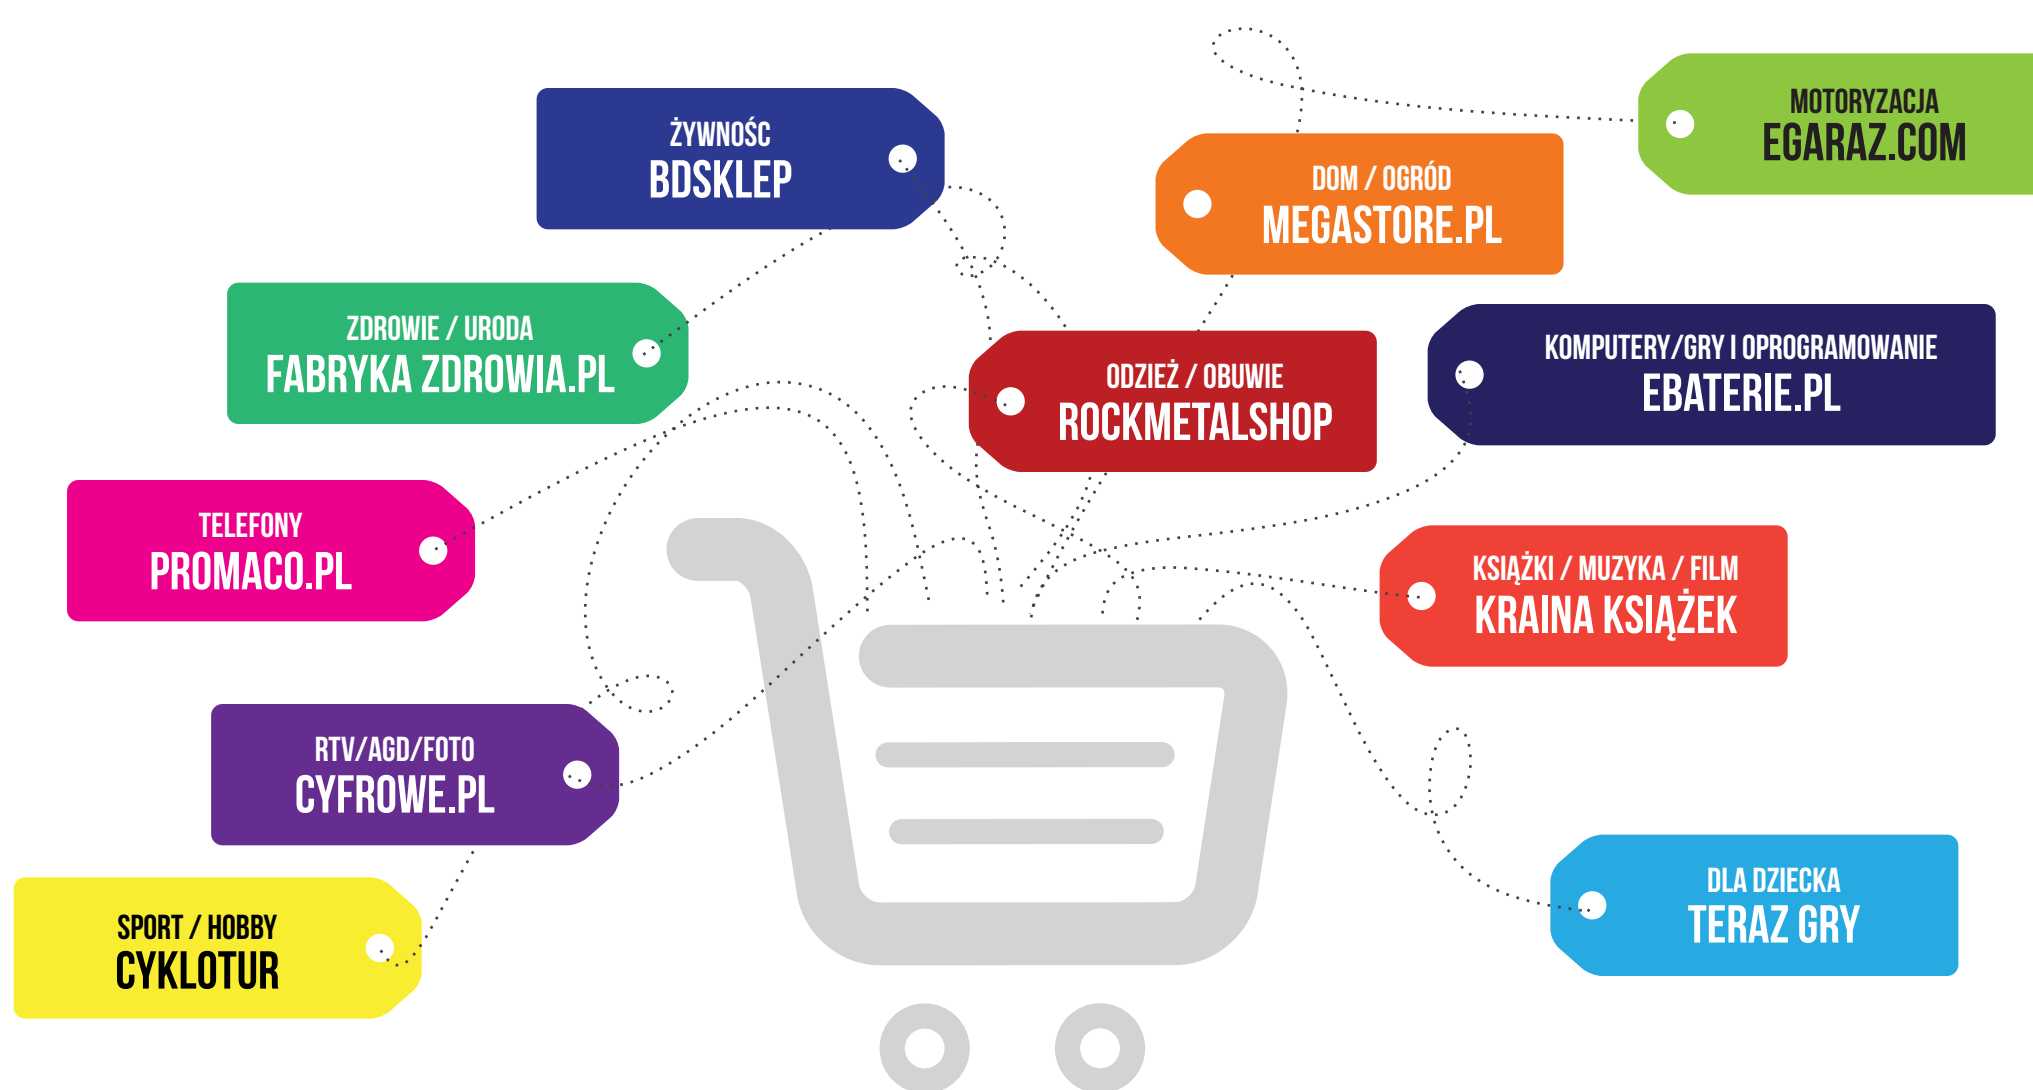 MOTORYZACJA
EGARAZ.COM
ŻYWNOŚC
BDSKLEP
DOM / OGRÓD
MEGASTORE.PL
ZDROWIE / URODA
FABRYKA ZDROWIA.PL
ODZIEŻ / OBUWIE
ROCKMETALSHOP
KOMPUTERY/GRY I OPROGRAMOWANIE
EBATERIE.PL
TELEFONY
PROMACO.PL
KSIĄŻKI / MUZYKA / FILM
KRAINA KSIĄŻEK
RTV/AGD/FOTO
CYFROWE.PL
DLA DZIECKA
TERAZ GRY
SPORT / HOBBY
CYKLOTUR